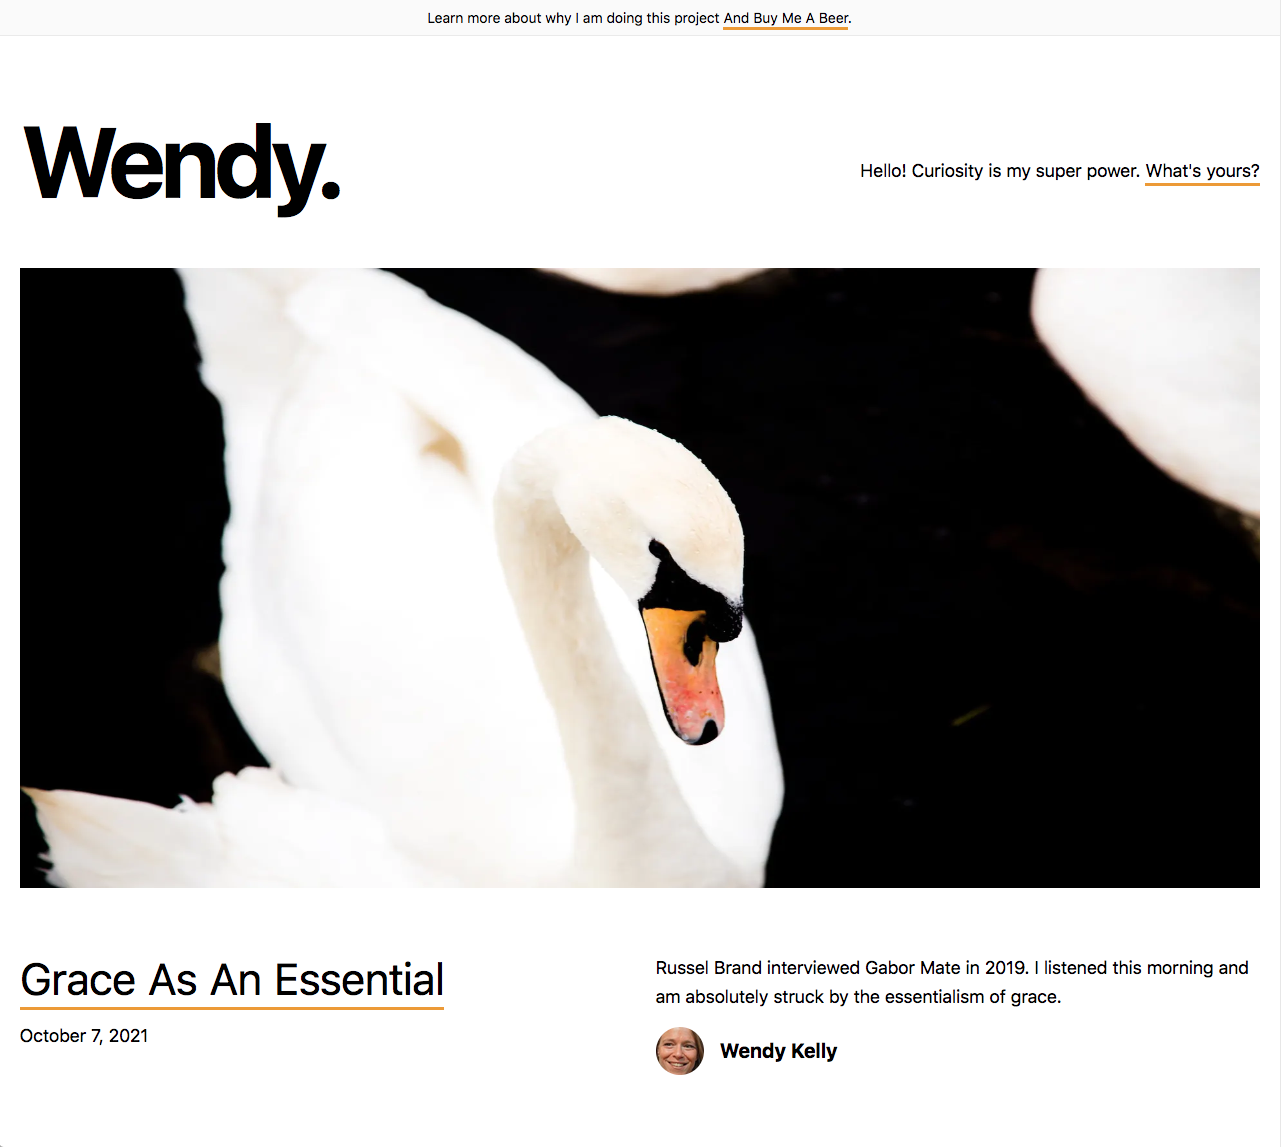 Learn more about why I am doing this project And Buy Me A Beer.
Wendy.
Hello! Curiosity is my super power. What's yours?
Grace As An Essential
October 7, 2021
Russel Brand interviewed Gabor Mate in 2019. I listened this morning and
am absolutely struck by the essentialism of grace.
Wendy Kelly